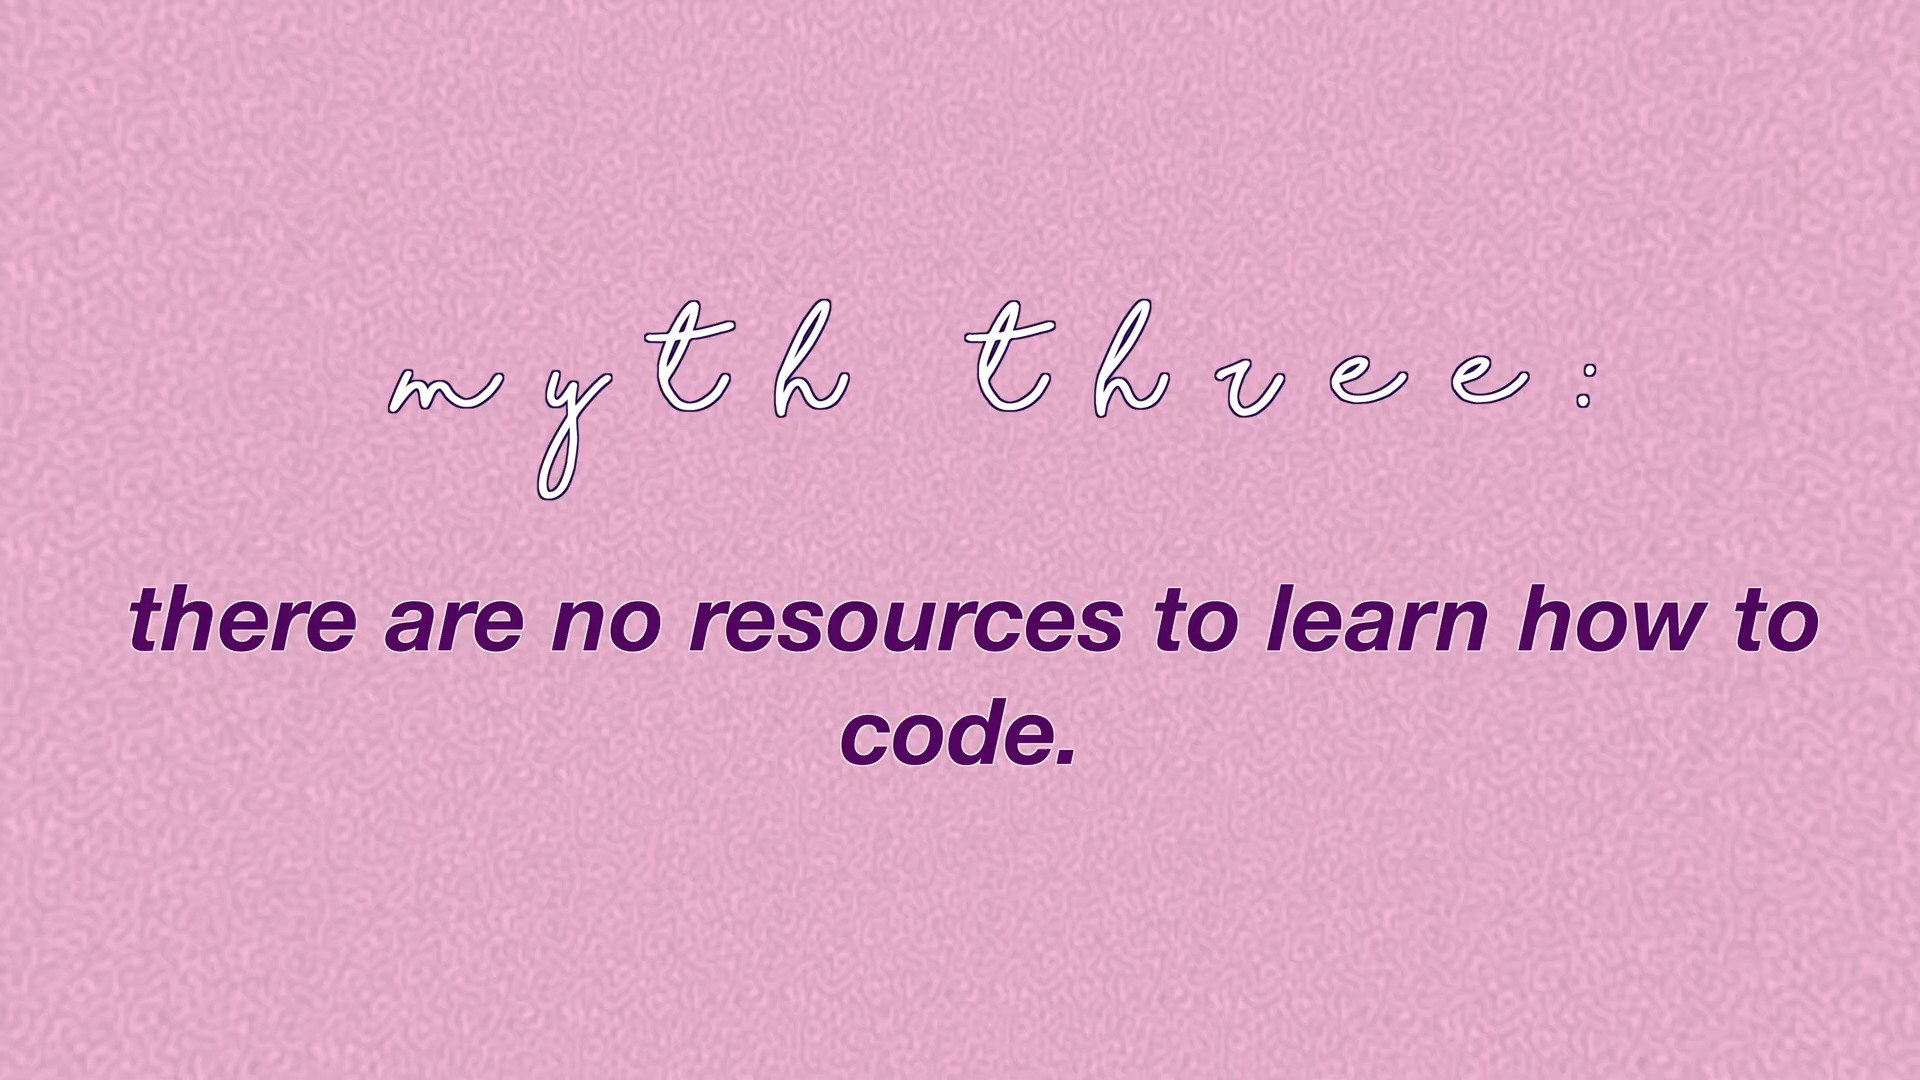 myth three:
there are no resources to learn how to
code.